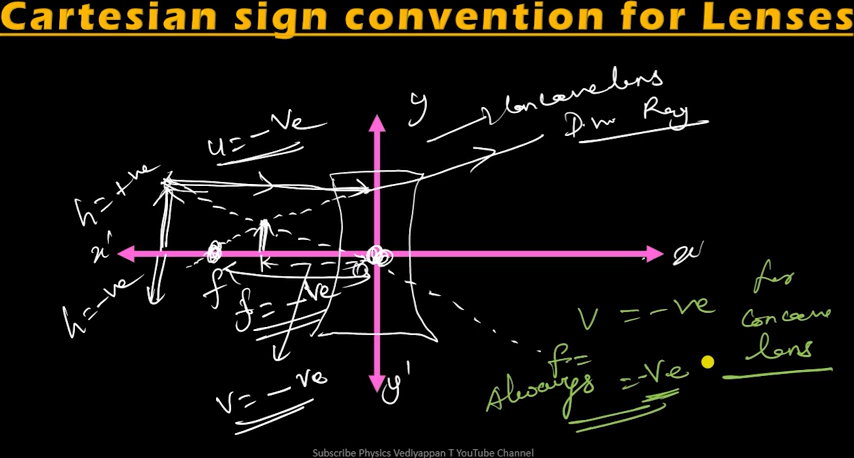 Cartesian sign convention for Lenses
y
Concave lens
Div Ray
u = -ve
h = +ve
x'
x
f
f = -ve
h = -ve
v = -ve
y'
V = -ve
for
concave
lens
f =
Always = -ve
Subscribe Physics Vediyappan T YouTube Channel